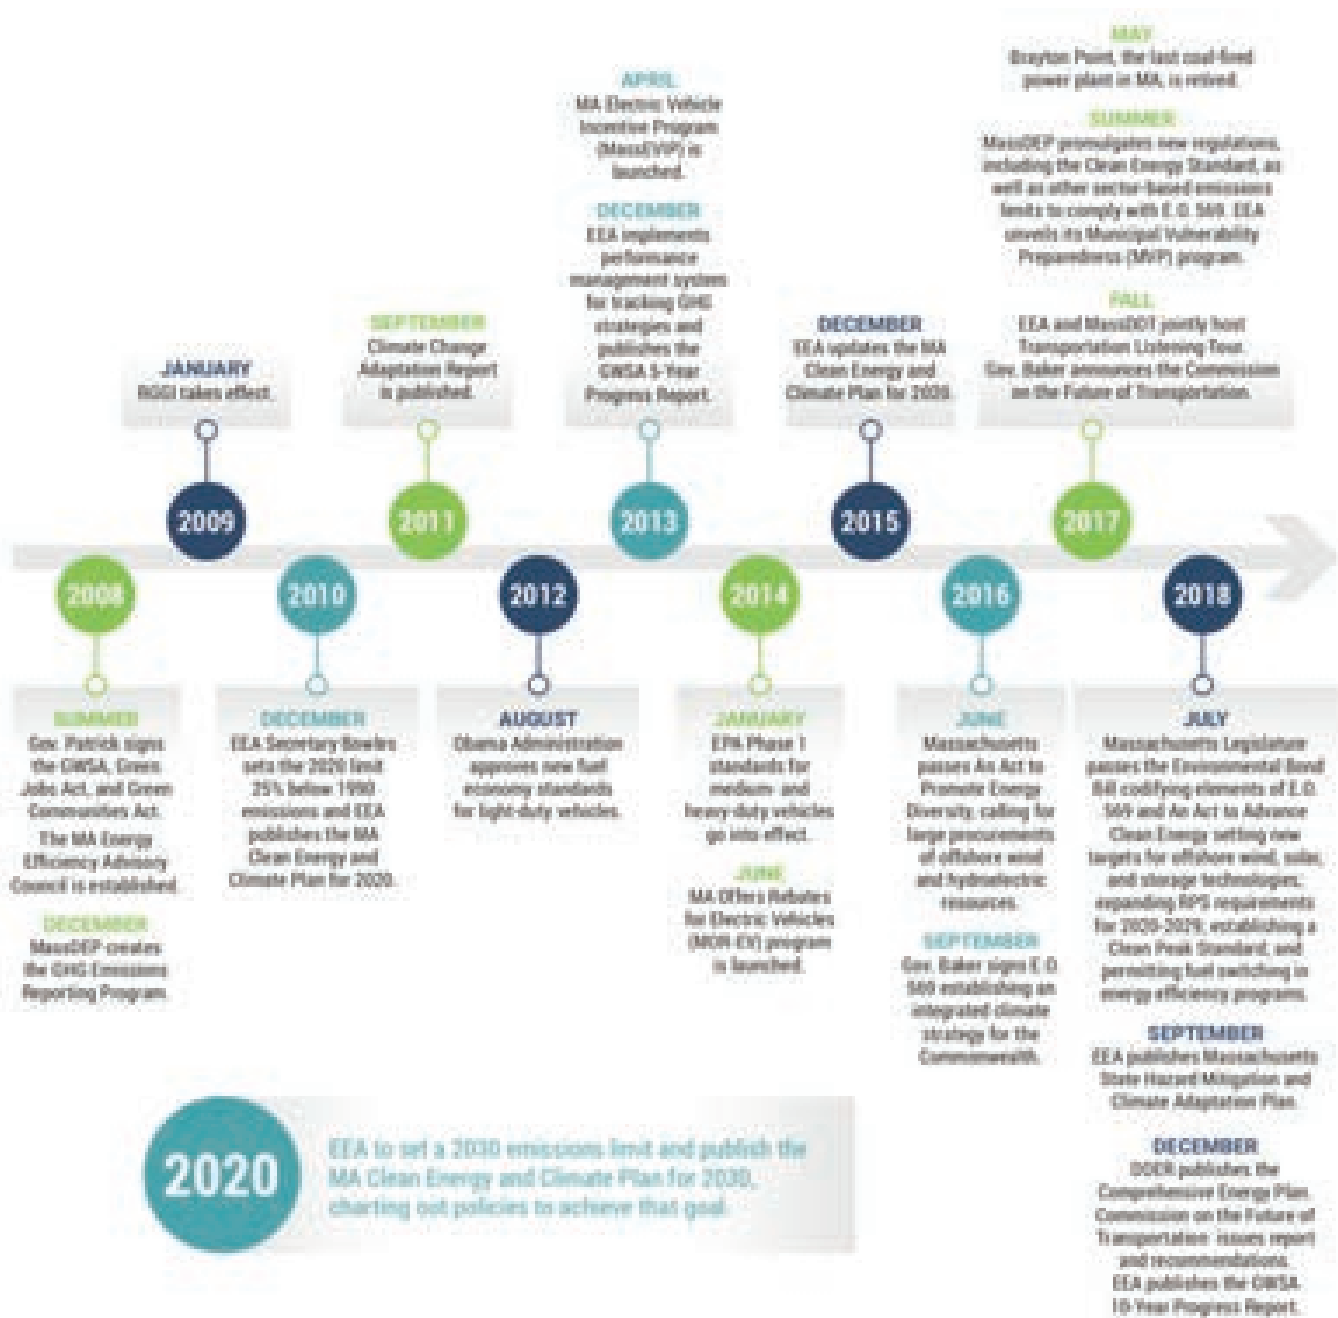 MAY
Brayton Point, the last coal-fired
power plant in MA, is retired.
SUMMER
MassDEP promulgates new regulations,
including the Clean Energy Standard, as
well as other sector-based emissions
limits to comply with E.O. 569. EEA
unveils its Municipal Vulnerability
Preparedness (MVP) program.
FALL
EEA and MassDOT jointly host
Transportation Listening Tour.
Gov. Baker announces the Commission
on the Future of Transportation.
APRIL
MA Electric Vehicle
Incentive Program
(MassEVIP) is
launched.
DECEMBER
EEA implements
performance
management system
for tracking GHG
strategies and
publishes the
GWSA 5-Year
Progress Report.
SEPTEMBER
Climate Change
Adaptation Report
is published.
DECEMBER
EEA updates the MA
Clean Energy and
Climate Plan for 2020.
JANUARY
RGGI takes effect.
2009
2011
2013
2015
2017
2008
2010
2012
2014
2016
2018
SUMMER
Gov. Patrick signs
the GWSA, Green
Jobs Act, and Green
Communities Act.
The MA Energy
Efficiency Advisory
Council is established.
DECEMBER
MassDEP creates
the GHG Emissions
Reporting Program.
DECEMBER
EEA Secretary Bowles
sets the 2020 limit
25% below 1990
emissions and EEA
publishes the MA
Clean Energy and
Climate Plan for 2020.
AUGUST
Obama Administration
approves new fuel
economy standards
for light-duty vehicles.
JANUARY
EPA Phase 1
standards for
medium- and
heavy-duty vehicles
go into effect.
JUNE
MA Offers Rebates
for Electric Vehicles
(MOR-EV) program
is launched.
JUNE
Massachusetts
passes An Act to
Promote Energy
Diversity, calling for
large procurements
of offshore wind
and hydroelectric
resources.
SEPTEMBER
Gov. Baker signs E.O.
569 establishing an
integrated climate
strategy for the
Commonwealth.
JULY
Massachusetts Legislature
passes the Environmental Bond
Bill codifying elements of E.O.
569 and An Act to Advance
Clean Energy setting new
targets for offshore wind, solar,
and storage technologies;
expanding RPS requirements
for 2020-2029; establishing a
Clean Peak Standard; and
permitting fuel switching in
energy efficiency programs.
SEPTEMBER
EEA publishes Massachusetts
State Hazard Mitigation and
Climate Adaptation Plan.
DECEMBER
DOER publishes the
Comprehensive Energy Plan.
Commission on the Future of
Transportation issues report
and recommendations.
EEA publishes the GWSA
10-Year Progress Report.
2020
EEA to set a 2030 emissions limit and publish the
MA Clean Energy and Climate Plan for 2030,
charting out policies to achieve that goal.